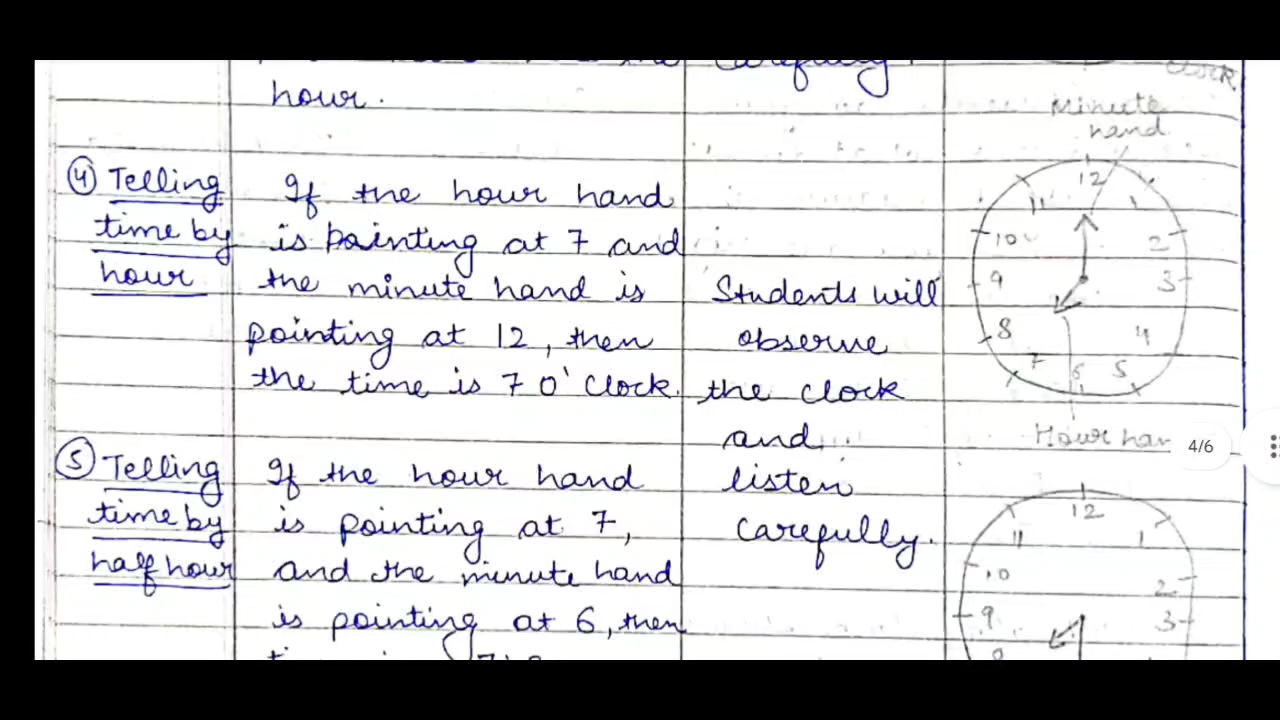 hour.
carefully.
clock
Minute
hand
④ Telling
time by
hour
If the hour hand
is pointing at 7 and
the minute hand is
pointing at 12, then
the time is 7 O'Clock.
Students will
observe
the clock
and
listen
carefully.
12
11
1
10
2
9
3
8
4
7
6
5
Hour han
4/6
⑤ Telling
time by
half hour
If the hour hand
is pointing at 7,
and the minute hand
is pointing at 6, then
12
11
1
10
2
9
3